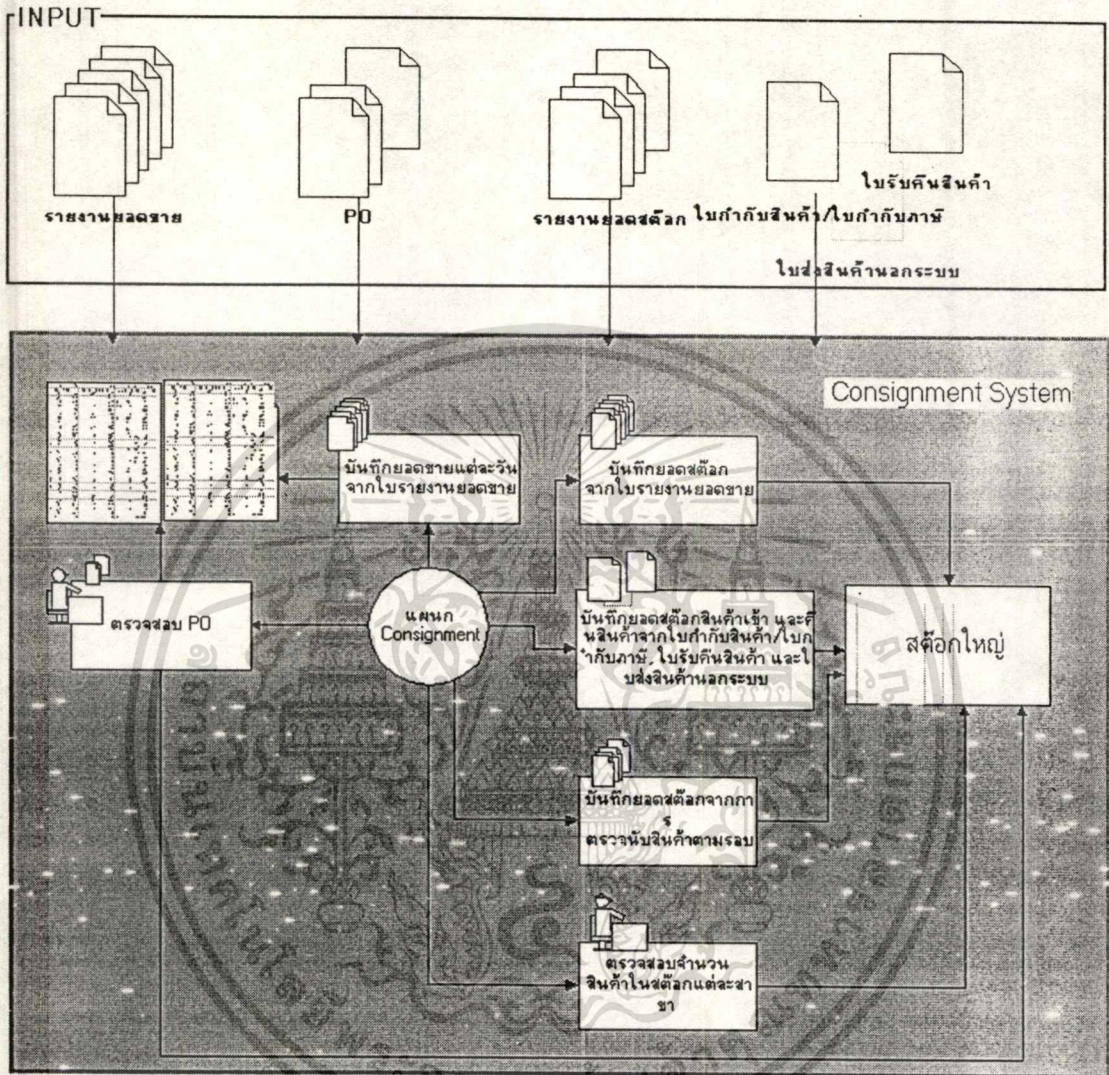 INPUT
รายงานยอดขาย
PO
รายงานยอดสต๊อก
ใบกำกับสินค้า/ใบกำกับภาษี
ใบรับคืนสินค้า
ใบส่งสินค้านอกระบบ
Consignment System
บันทึกยอดขายแต่ละวัน
จากใบรายงานยอดขาย
บันทึกยอดสต๊อก
จากใบรายงานยอดขาย
ตรวจสอบ PO
แผนก
Consignment
บันทึกยอดสต๊อกสินค้าเข้า และคื
นสินค้าจากใบกำกับสินค้า/ใบก
ำกับภาษี, ใบรับคืนสินค้า และใ
บส่งสินค้านอกระบบ
สต๊อกใหญ่
บันทึกยอดสต๊อกจากกา
ร
ตรวจนับสินค้าตามรอบ
ตรวจสอบจำนวน
สินค้าในสต๊อกแต่ละสา
ขา